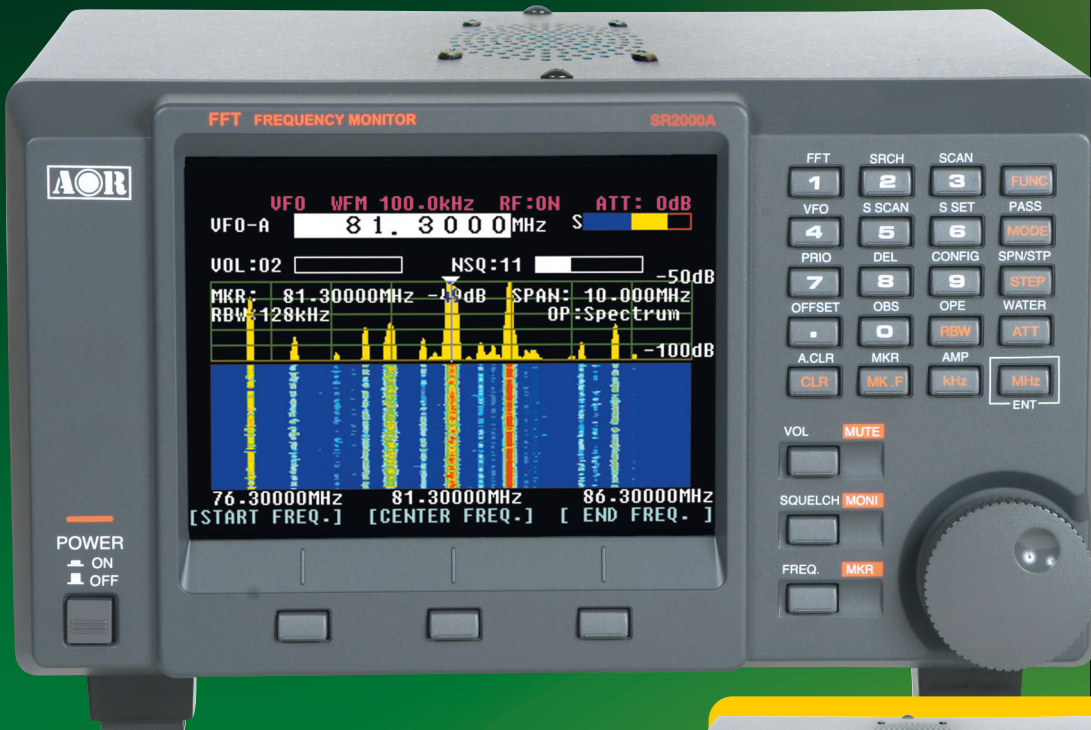 FFT FREQUENCY MONITOR SR2000A
AOR
VFO WFM 100.0kHz RF:ON ATT: 0dB
VFO-A 81.3000MHz S
VOL:02 NSQ:11
-50dB
MKR: 81.30000MHz dB SPAN: 10.000MHz
RBW:128kHz OP:Spectrum
-100dB
76.30000MHz 81.30000MHz 86.30000MHz
[START FREQ.] [CENTER FREQ.] [ END FREQ. ]
POWER
ON
OFF
FFT SRCH SCAN
1 2 3 FUNC
VFO S SCAN S SET PASS
4 5 6 MODE
PRIO DEL CONFIG SPN/STP
7 8 9 STEP
OFFSET OBS OPE WATER
. 0 RBW ATT
A.CLR MKR AMP
CLR MK.F kHz MHz
ENT
VOL MUTE
SQUELCH MONI
FREQ. MKR